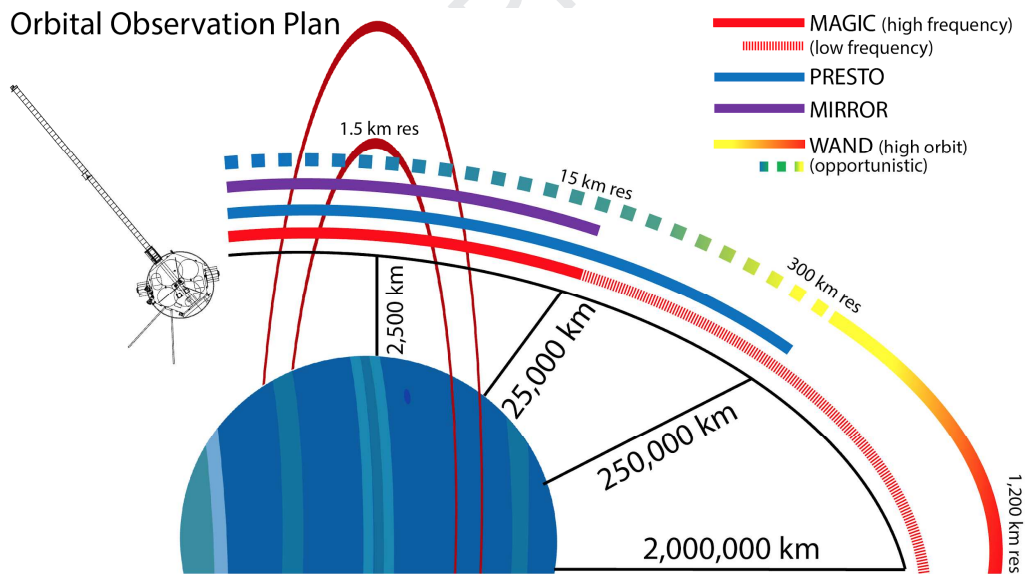 Orbital Observation Plan
MAGIC (high frequency)
(low frequency)
PRESTO
MIRROR
WAND (high orbit)
(opportunistic)
1.5 km res
15 km res
300 km res
1,200 km res
2,500 km
25,000 km
250,000 km
2,000,000 km